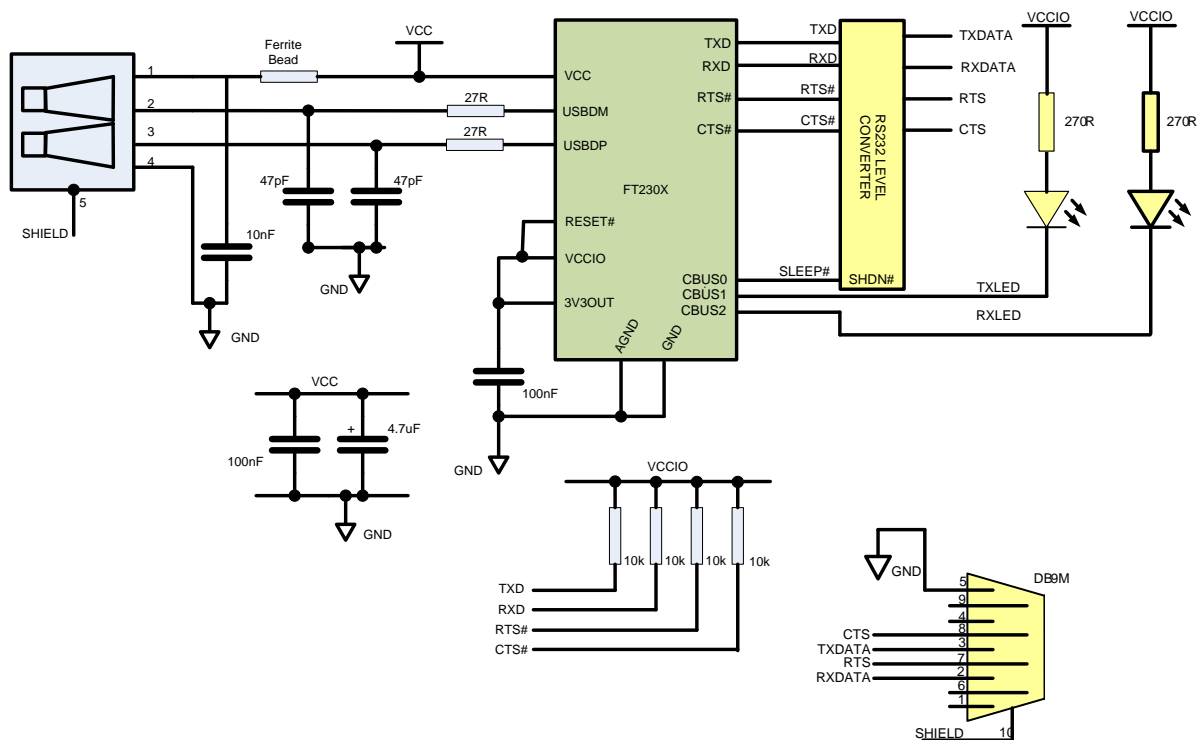 VCCIO
VCCIO
VCC
Ferrite
Bead
TXD
RXD
RTS#
CTS#
TXD
RXD
RTS#
CTS#
RS232 LEVEL
CONVERTER
TXDATA
RXDATA
RTS
CTS
270R
270R
1
2
3
4
5
SHIELD
27R
27R
VCC
USBDM
USBDP
FT230X
47pF
47pF
10nF
GND
GND
RESET#
VCCIO
3V3OUT
CBUS0
CBUS1
CBUS2
SLEEP#
SHDN#
TXLED
RXLED
AGND
GND
100nF
GND
VCC
100nF
+
4.7uF
GND
VCCIO
10k
10k
10k
10k
TXD
RXD
RTS#
CTS#
GND
DB9M
5
9
4
8
3
7
2
6
1
CTS
TXDATA
RTS
RXDATA
SHIELD
10